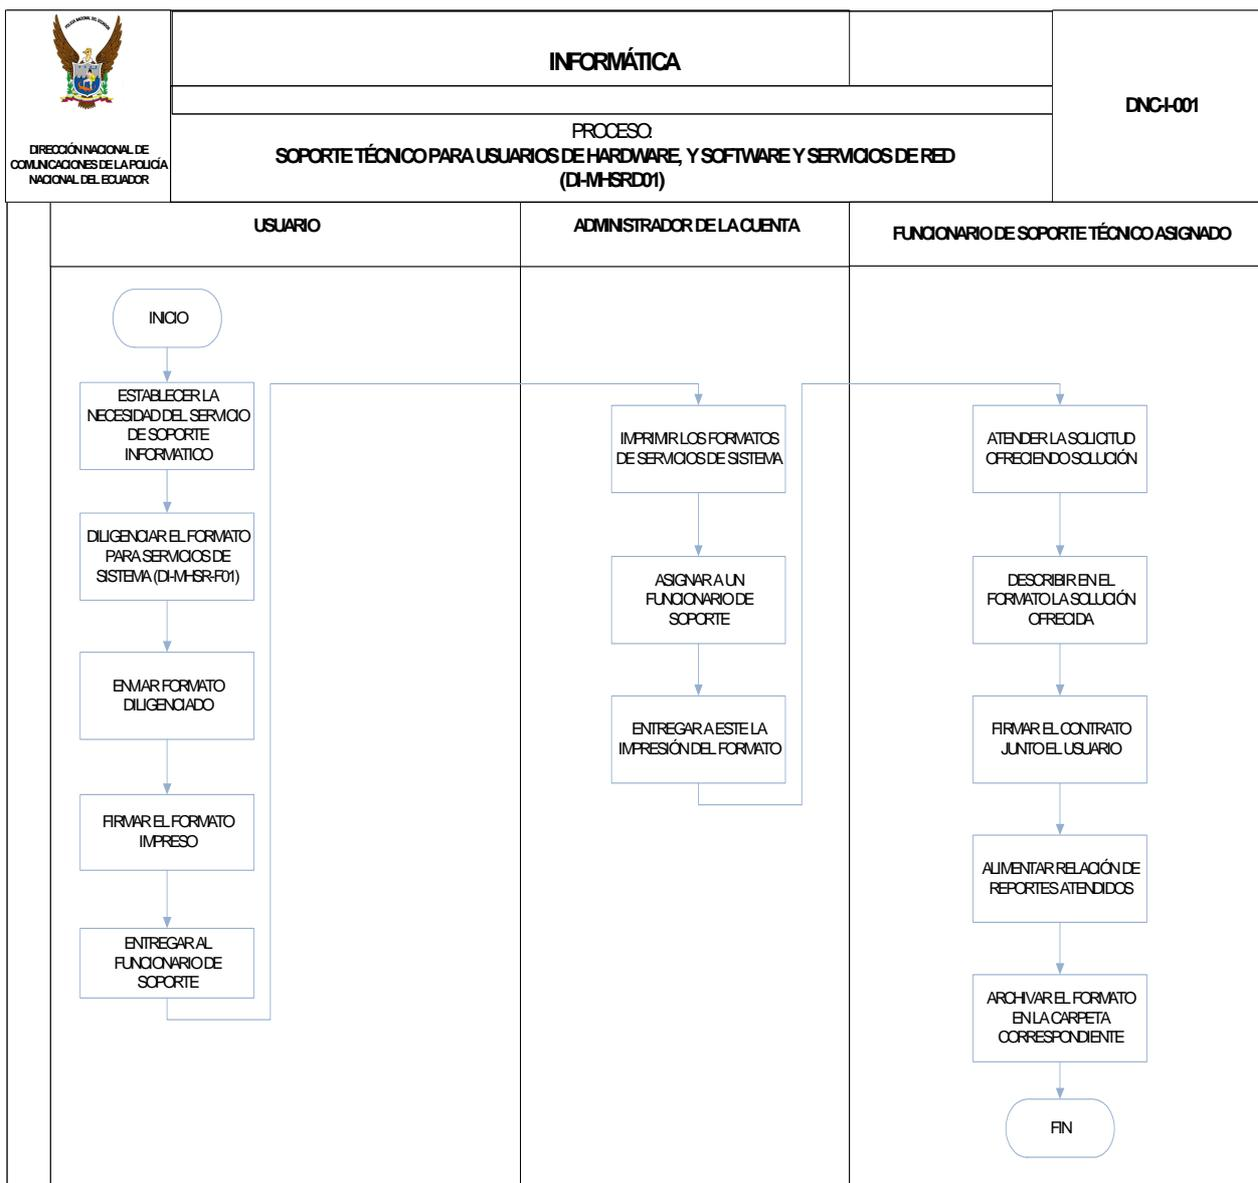 POLICÍA NACIONAL DEL ECUADOR
DIRECCIÓN NACIONAL DE
COMUNICACIONES DE LA POLICÍA
NACIONAL DEL ECUADOR
INFORMÁTICA
PROCESO:
SOPORTE TÉCNICO PARA USUARIOS DE HARDWARE, Y SOFTWARE Y SERVICIOS DE RED
(DI-MHSRD01)
DNC-I-001
USUARIO
ADMINISTRADOR DE LA CUENTA
FUNCIONARIO DE SOPORTE TÉCNICO ASIGNADO
INICIO
ESTABLECER LA
NECESIDAD DEL SERVICIO
DE SOPORTE
INFORMATICO
DILIGENCIAR EL FORMATO
PARA SERVICIOS DE
SISTEMA (DI-MHSR-F01)
ENVIAR FORMATO
DILIGENCIADO
FIRMAR EL FORMATO
IMPRESO
ENTREGAR AL
FUNCIONARIO DE
SOPORTE
IMPRIMIR LOS FORMATOS
DE SERVICIOS DE SISTEMA
ASIGNAR A UN
FUNCIONARIO DE
SOPORTE
ENTREGAR A ESTE LA
IMPRESIÓN DEL FORMATO
ATENDER LA SOLICITUD
OFRECIENDO SOLUCIÓN
DESCRIBIR EN EL
FORMATO LA SOLUCIÓN
OFRECIDA
FIRMAR EL CONTRATO
JUNTO EL USUARIO
ALIMENTAR RELACIÓN DE
REPORTES ATENDIDOS
ARCHIVAR EL FORMATO
EN LA CARPETA
CORRESPONDIENTE
FIN